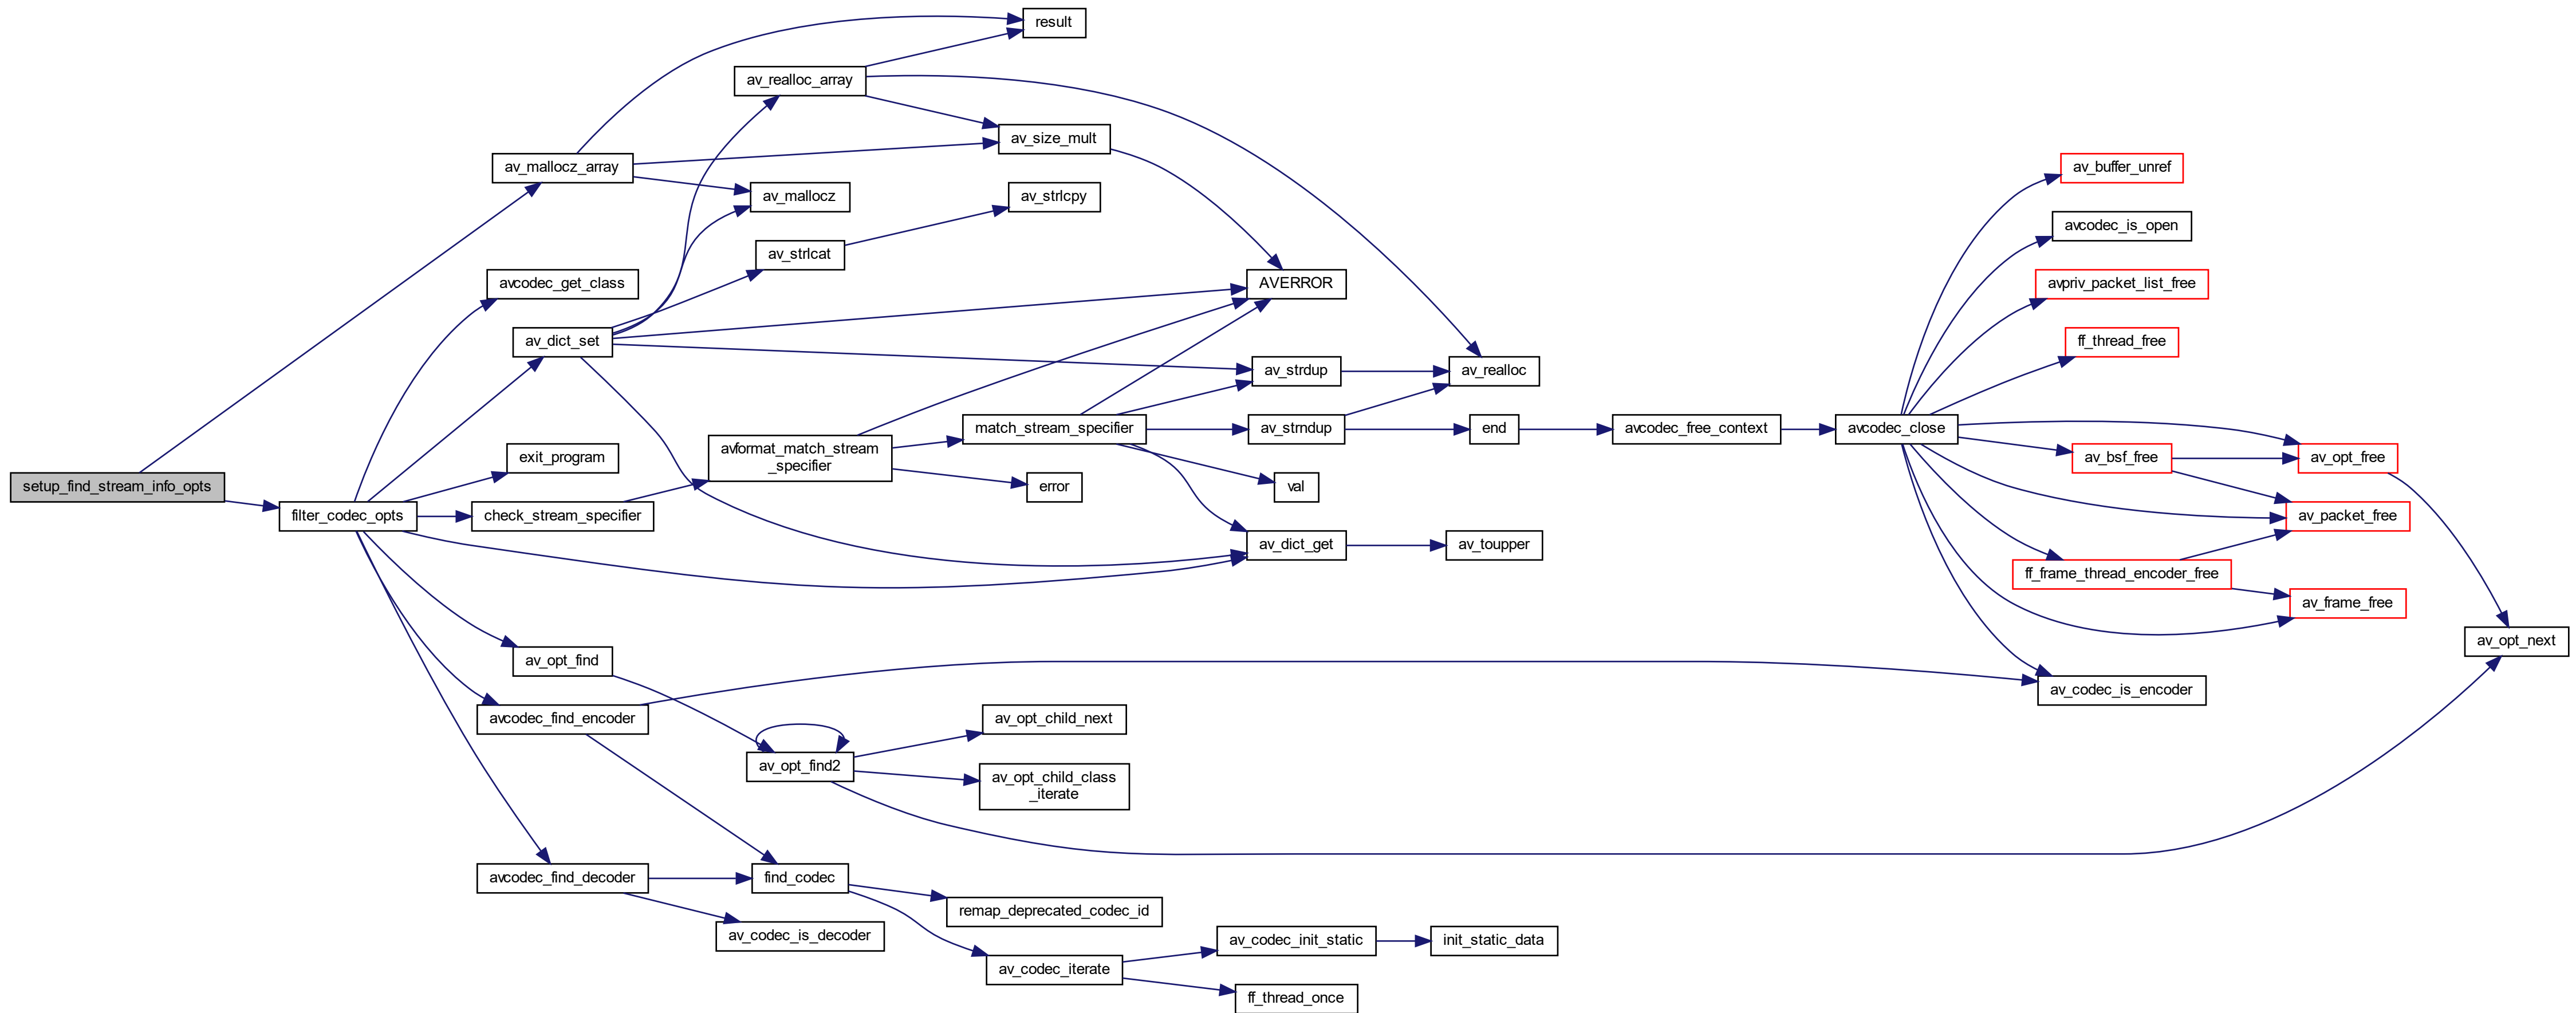 result
av_realloc_array
av_size_mult
av_mallocz_array
av_buffer_unref
av_mallocz
av_strlcpy
avcodec_is_open
av_strlcat
avcodec_get_class
AVERROR
avpriv_packet_list_free
av_dict_set
ff_thread_free
av_strdup
av_realloc
match_stream_specifier
av_strndup
end
avcodec_free_context
avcodec_close
avformat_match_stream
_specifier
exit_program
av_bsf_free
av_opt_free
setup_find_stream_info_opts
error
val
filter_codec_opts
check_stream_specifier
av_packet_free
av_dict_get
av_toupper
ff_frame_thread_encoder_free
av_frame_free
av_opt_next
av_opt_find
av_codec_is_encoder
avcodec_find_encoder
av_opt_child_next
av_opt_find2
av_opt_child_class
_iterate
avcodec_find_decoder
find_codec
remap_deprecated_codec_id
av_codec_is_decoder
av_codec_init_static
init_static_data
av_codec_iterate
ff_thread_once